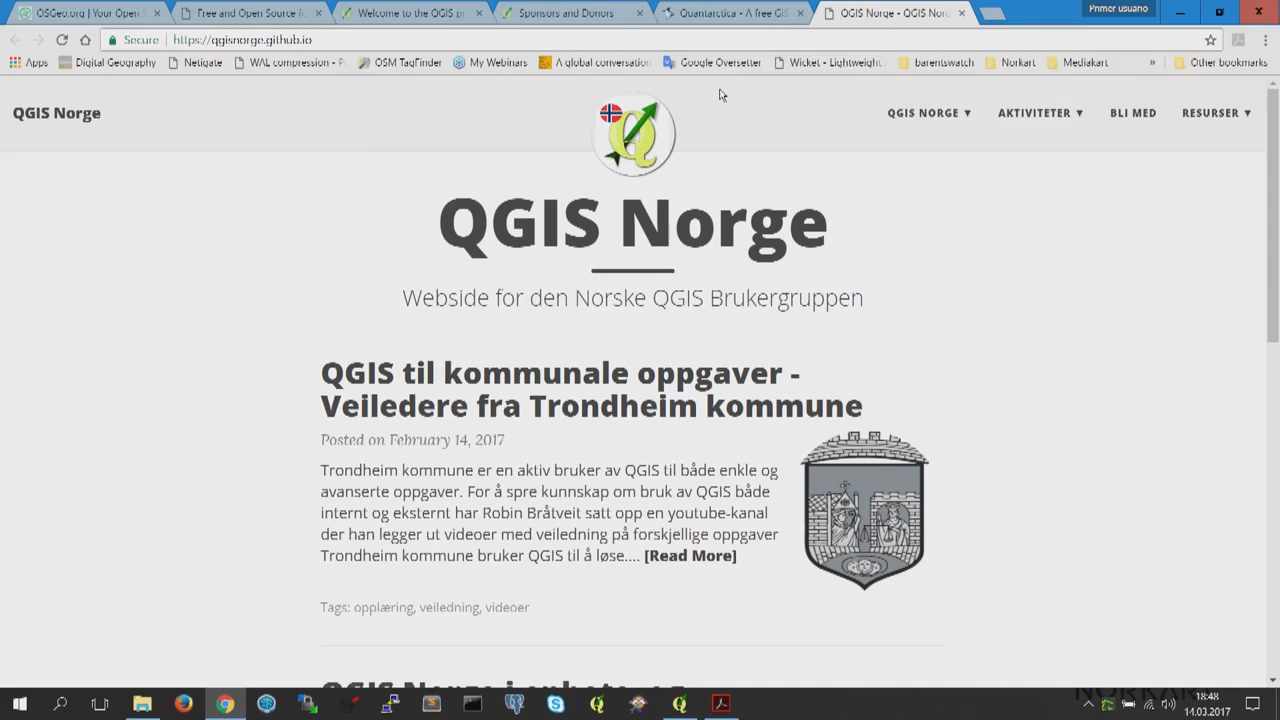 OSGeo.org | Your Open
Free and Open Source fo
Welcome to the QGIS p
Sponsors and Donors
Quantarctica - A free GIS
QGIS Norge - QGIS Nor
Primer usuario
Secure
https://qgisnorge.github.io
Apps
Digital Geography
Netigate
WAL compression - P
OSM TagFinder
My Webinars
A global conversation
Google Oversetter
Wicket - Lightweight
barentswatch
Norkart
Mediakart
»
Other bookmarks
QGIS Norge
QGIS NORGE ▼
AKTIVITETER ▼
BLI MED
RESURSER ▼
QGIS Norge
Webside for den Norske QGIS Brukergruppen
QGIS til kommunale oppgaver -
Veiledere fra Trondheim kommune
Posted on February 14, 2017
Trondheim kommune er en aktiv bruker av QGIS til både enkle og
avanserte oppgaver. For å spre kunnskap om bruk av QGIS både
internt og eksternt har Robin Bråtveit satt opp en youtube-kanal
der han legger ut videoer med veiledning på forskjellige oppgaver
Trondheim kommune bruker QGIS til å løse.... [Read More]
Tags: opplæring, veiledning, videoer
QGIS Norge i
18:48
14.03.2017